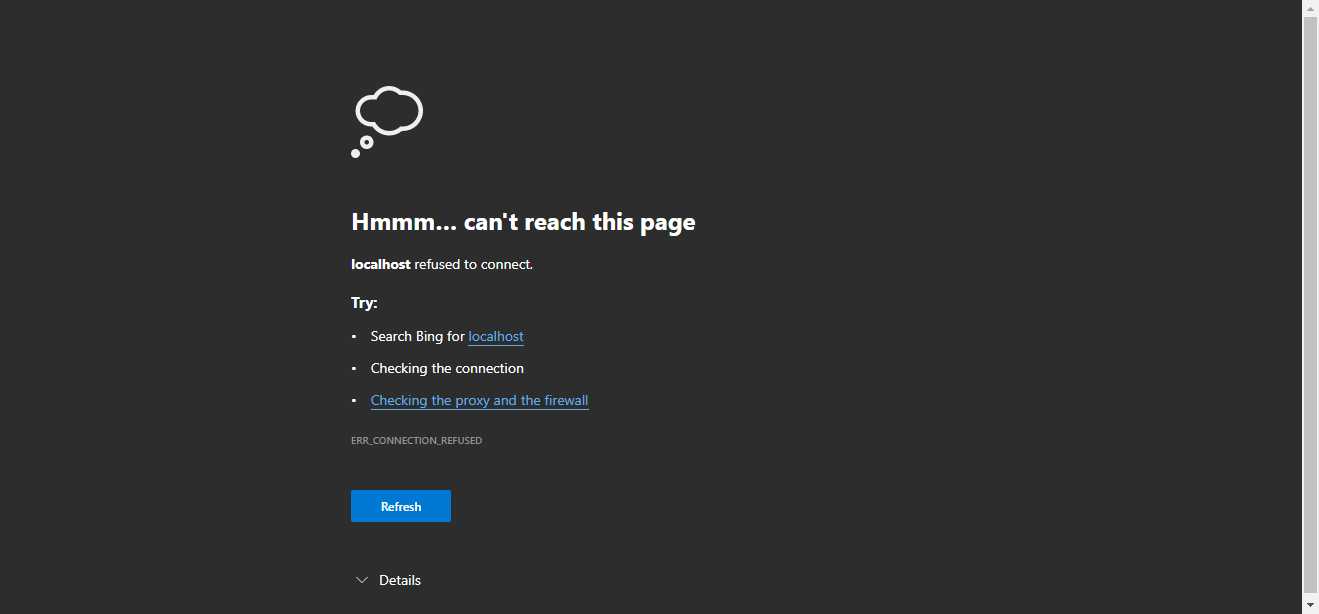 Hmmm... can't reach this page
localhost refused to connect.
Try:
• Search Bing for localhost
• Checking the connection
• Checking the proxy and the firewall
ERR_CONNECTION_REFUSED
Refresh
Details